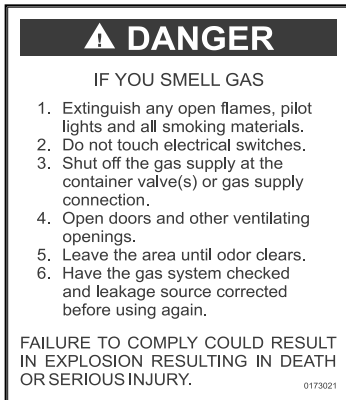 DANGER
IF YOU SMELL GAS
1. Extinguish any open flames, pilot
lights and all smoking materials.
2. Do not touch electrical switches.
3. Shut off the gas supply at the
container valve(s) or gas supply
connection.
4. Open doors and other ventilating
openings.
5. Leave the area until odor clears.
6. Have the gas system checked
and leakage source corrected
before using again.
FAILURE TO COMPLY COULD RESULT
IN EXPLOSION RESULTING IN DEATH
OR SERIOUS INJURY.
0173021